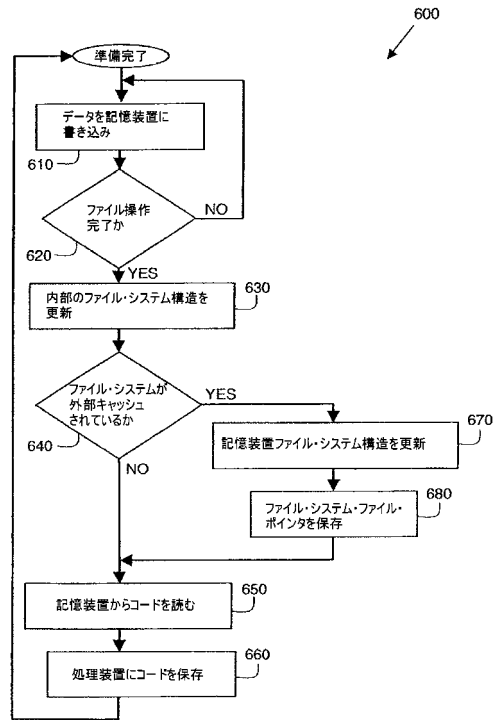 600
準備完了
データを記憶装置に
書き込み
610
ファイル操作
完了か
NO
620
YES
内部のファイル・システム構造を
更新
630
ファイル・システムが
外部キャッシュ
されているか
YES
640
NO
記憶装置ファイル・システム構造を更新
670
ファイル・システム・ファイル・
ポインタを保存
680
記憶装置からコードを読む
650
処理装置にコードを保存
660